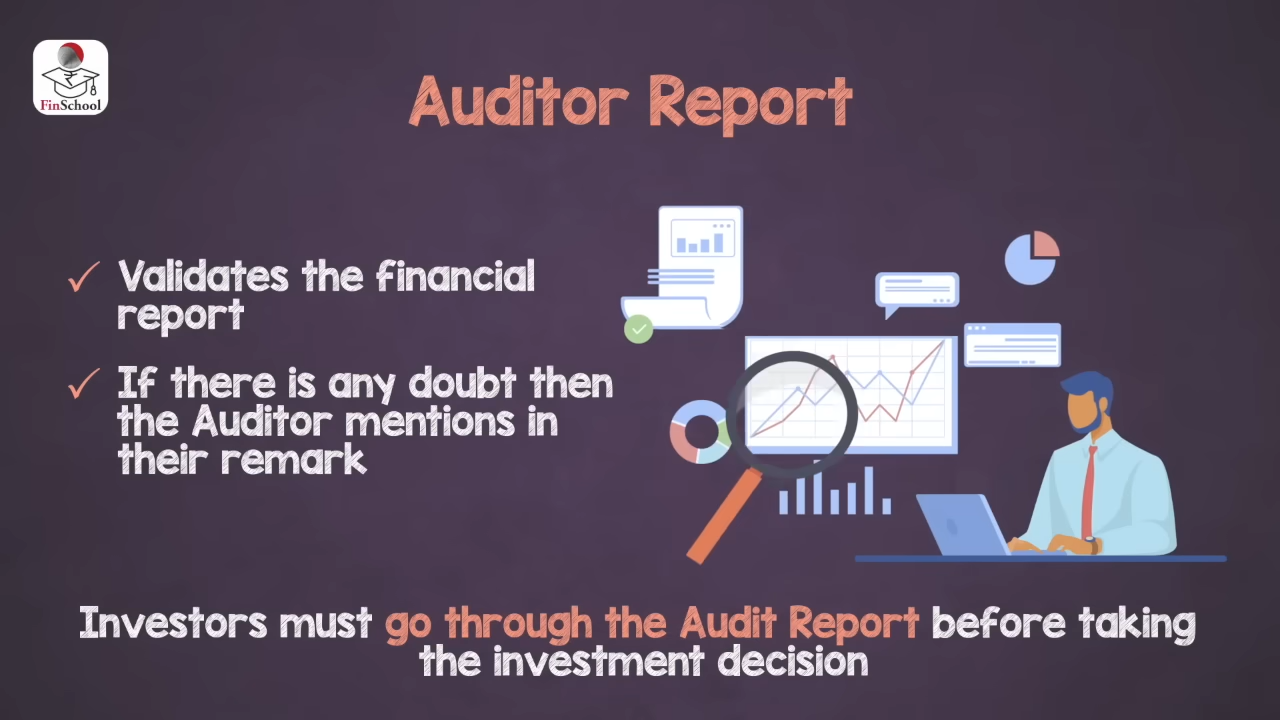 FinSchool
Auditor Report
✓ Validates the financial
report
✓ If there is any doubt then
the Auditor mentions in
their remark
Investors must go through the Audit Report before taking
the investment decision